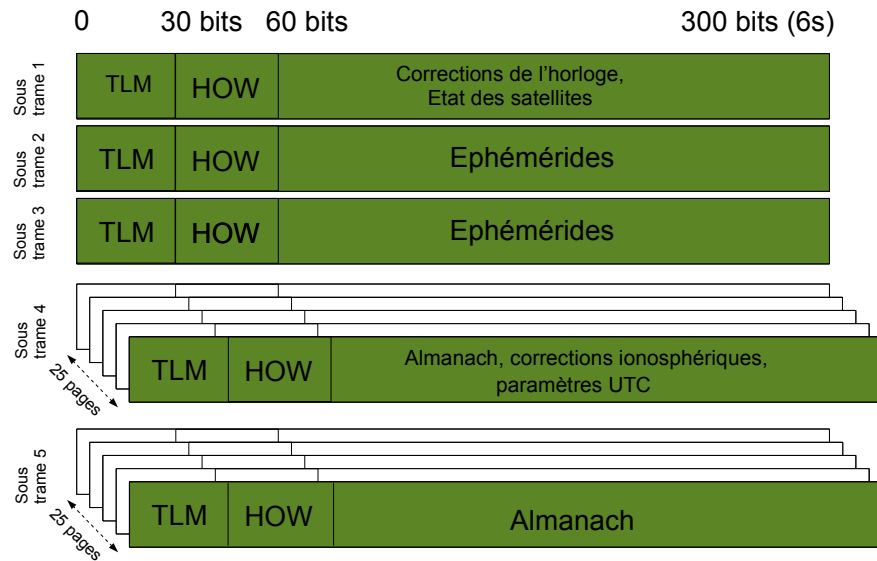 0 30 bits 60 bits 300 bits (6s)
Sous
trame 1
TLM HOW
Corrections de l'horloge,
Etat des satellites
Sous
trame 2
TLM HOW Ephémérides
Sous
trame 3
TLM HOW Ephémérides
Sous
trame 4
25 pages
TLM HOW
Almanach, corrections ionosphériques,
paramètres UTC
Sous
trame 5
25 pages
TLM HOW Almanach